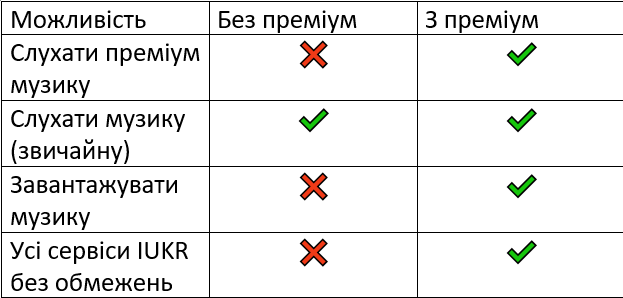 Можливість Без преміум З преміум
Слухати преміум
музику
Слухати музику
(звичайну)
Завантажувати
музику
Усі сервіси IUKR
без обмежень